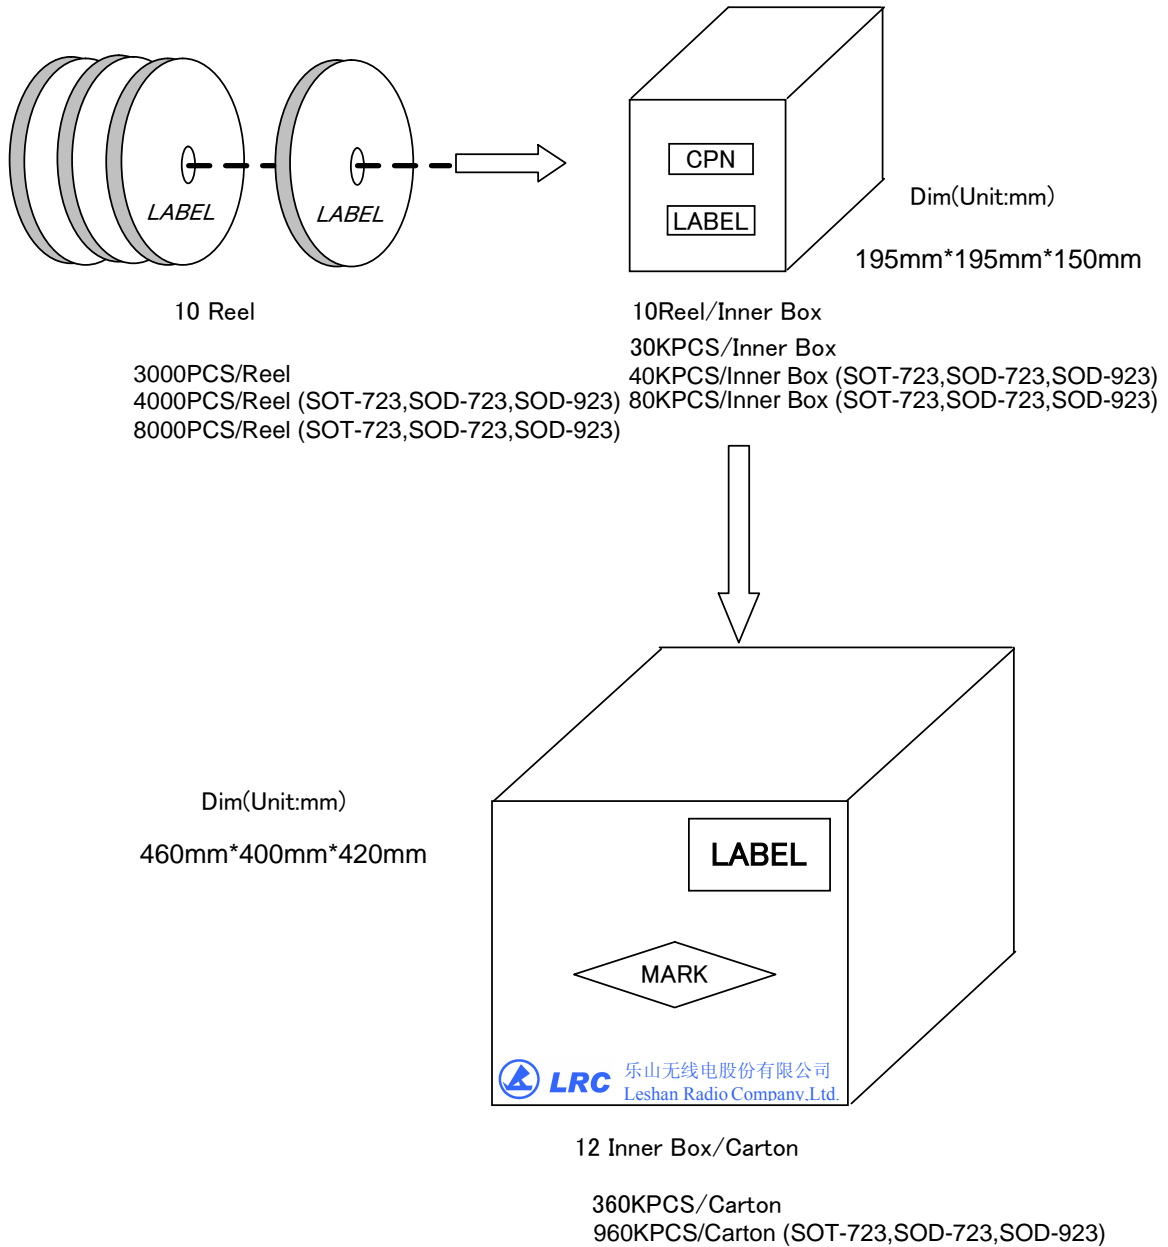 LABEL
LABEL
CPN
LABEL
Dim(Unit:mm)
195mm*195mm*150mm
10 Reel
10Reel/Inner Box
3000PCS/Reel
4000PCS/Reel (SOT-723,SOD-723,SOD-923)
8000PCS/Reel (SOT-723,SOD-723,SOD-923)
30KPCS/Inner Box
40KPCS/Inner Box (SOT-723,SOD-723,SOD-923)
80KPCS/Inner Box (SOT-723,SOD-723,SOD-923)
Dim(Unit:mm)
460mm*400mm*420mm
LABEL
MARK
LRC
乐山无线电股份有限公司
Leshan Radio Company,Ltd.
12 Inner Box/Carton
360KPCS/Carton
960KPCS/Carton (SOT-723,SOD-723,SOD-923)